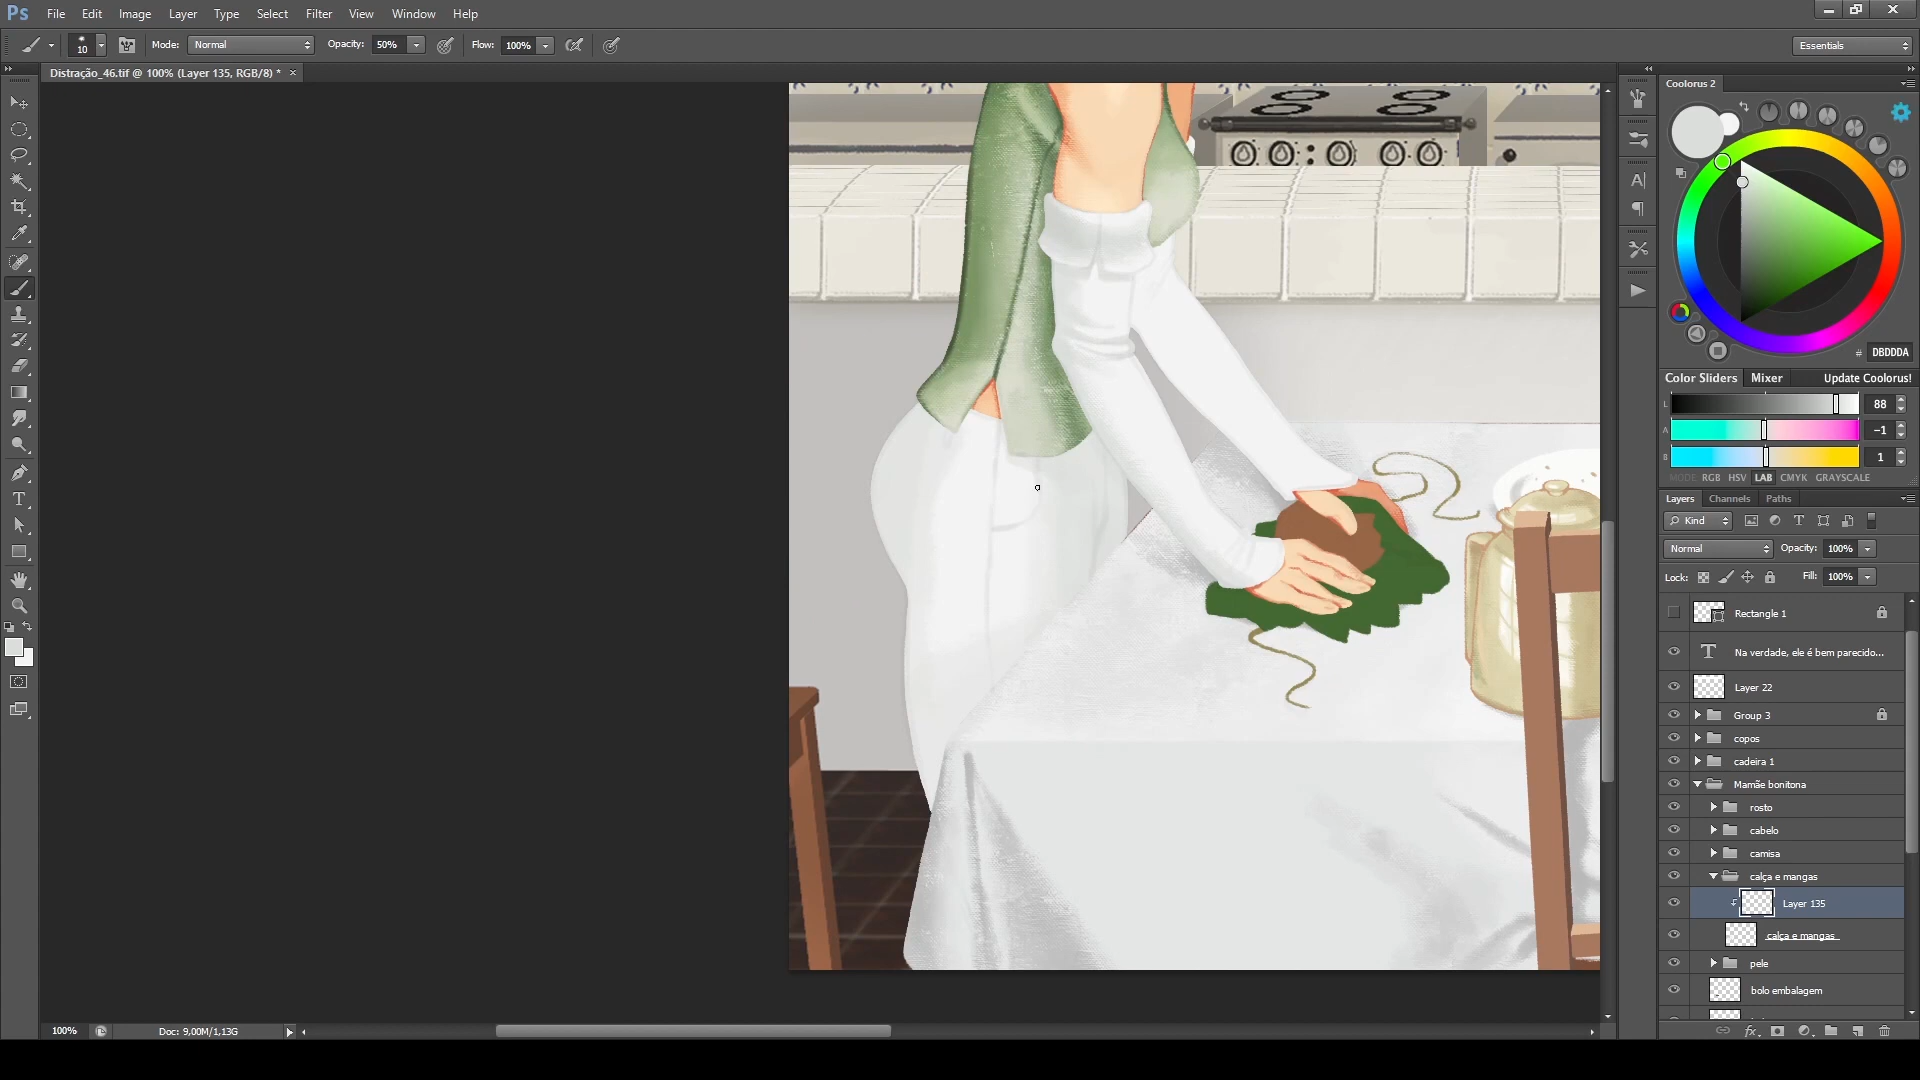 Ps File Edit Image Layer Type Select Filter View Window Help
10 Mode: Normal Opacity: 50% Flow: 100% Essentials
Distração_46.tif @ 100% (Layer 135, RGB/8) * ×
Coolorus 2
# DBDDDA
Color Sliders Mixer Update Coolorus!
L 88
A -1
B 1
MODE RGB HSV LAB CMYK GRAYSCALE
Layers Channels Paths
Kind
Normal Opacity: 100%
Lock: Fill: 100%
Rectangle 1
Na verdade, ele é bem parecido...
Layer 22
Group 3
copos
cadeira 1
Mamãe bonitona
rosto
cabelo
camisa
calça e mangas
Layer 135
calça e mangas
pele
bolo embalagem
100% Doc: 9,00M/1,13G